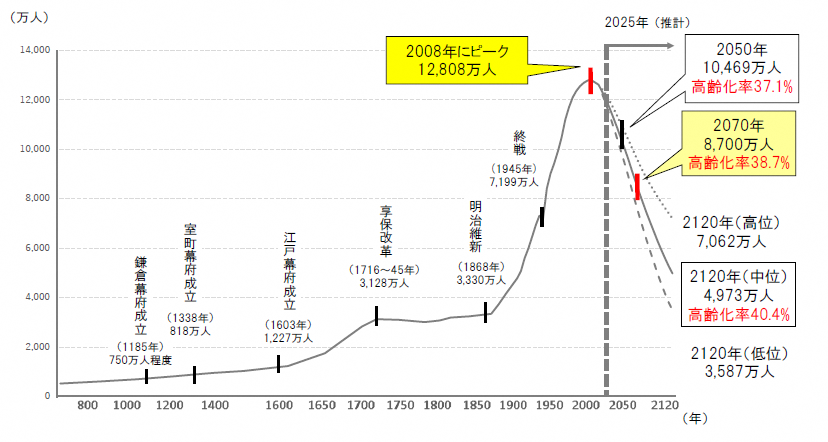 (万人)
2025年 (推計)
14,000
12,000
10,000
8,000
6,000
4,000
2,000
0
2008年にピーク
12,808万人
2050年
10,469万人
高齢化率37.1%
2070年
8,700万人
高齢化率38.7%
終戦
(1945年)
7,199万人
享保改革
(1716～45年)
3,128万人
明治維新
(1868年)
3,330万人
江戸幕府成立
(1603年)
1,227万人
室町幕府成立
(1338年)
818万人
鎌倉幕府成立
(1185年)
750万人程度
2120年(高位)
7,062万人
2120年(中位)
4,973万人
高齢化率40.4%
2120年(低位)
3,587万人
800 1000 1200 1400 1600 1650 1700 1750 1800 1850 1900 1950 2000 2050 2120
(年)